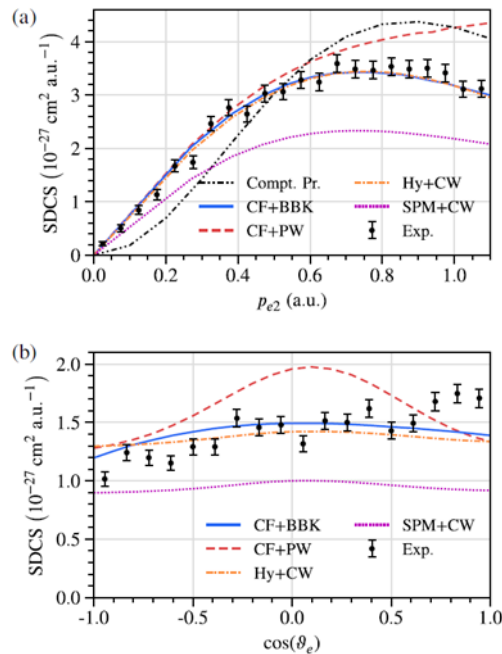 (a)
SDCS (10⁻²⁷ cm² a.u.⁻¹)
4
3
2
1
0
Compt. Pr.
CF+BBK
CF+PW
Hy+CW
SPM+CW
Exp.
0.0 0.2 0.4 0.6 0.8 1.0
pₑ₂ (a.u.)
(b)
SDCS (10⁻²⁷ cm² a.u.⁻¹)
2.0
1.5
1.0
0.5
0.0
CF+BBK
CF+PW
Hy+CW
SPM+CW
Exp.
-1.0 -0.5 0.0 0.5 1.0
cos(ϑₑ)